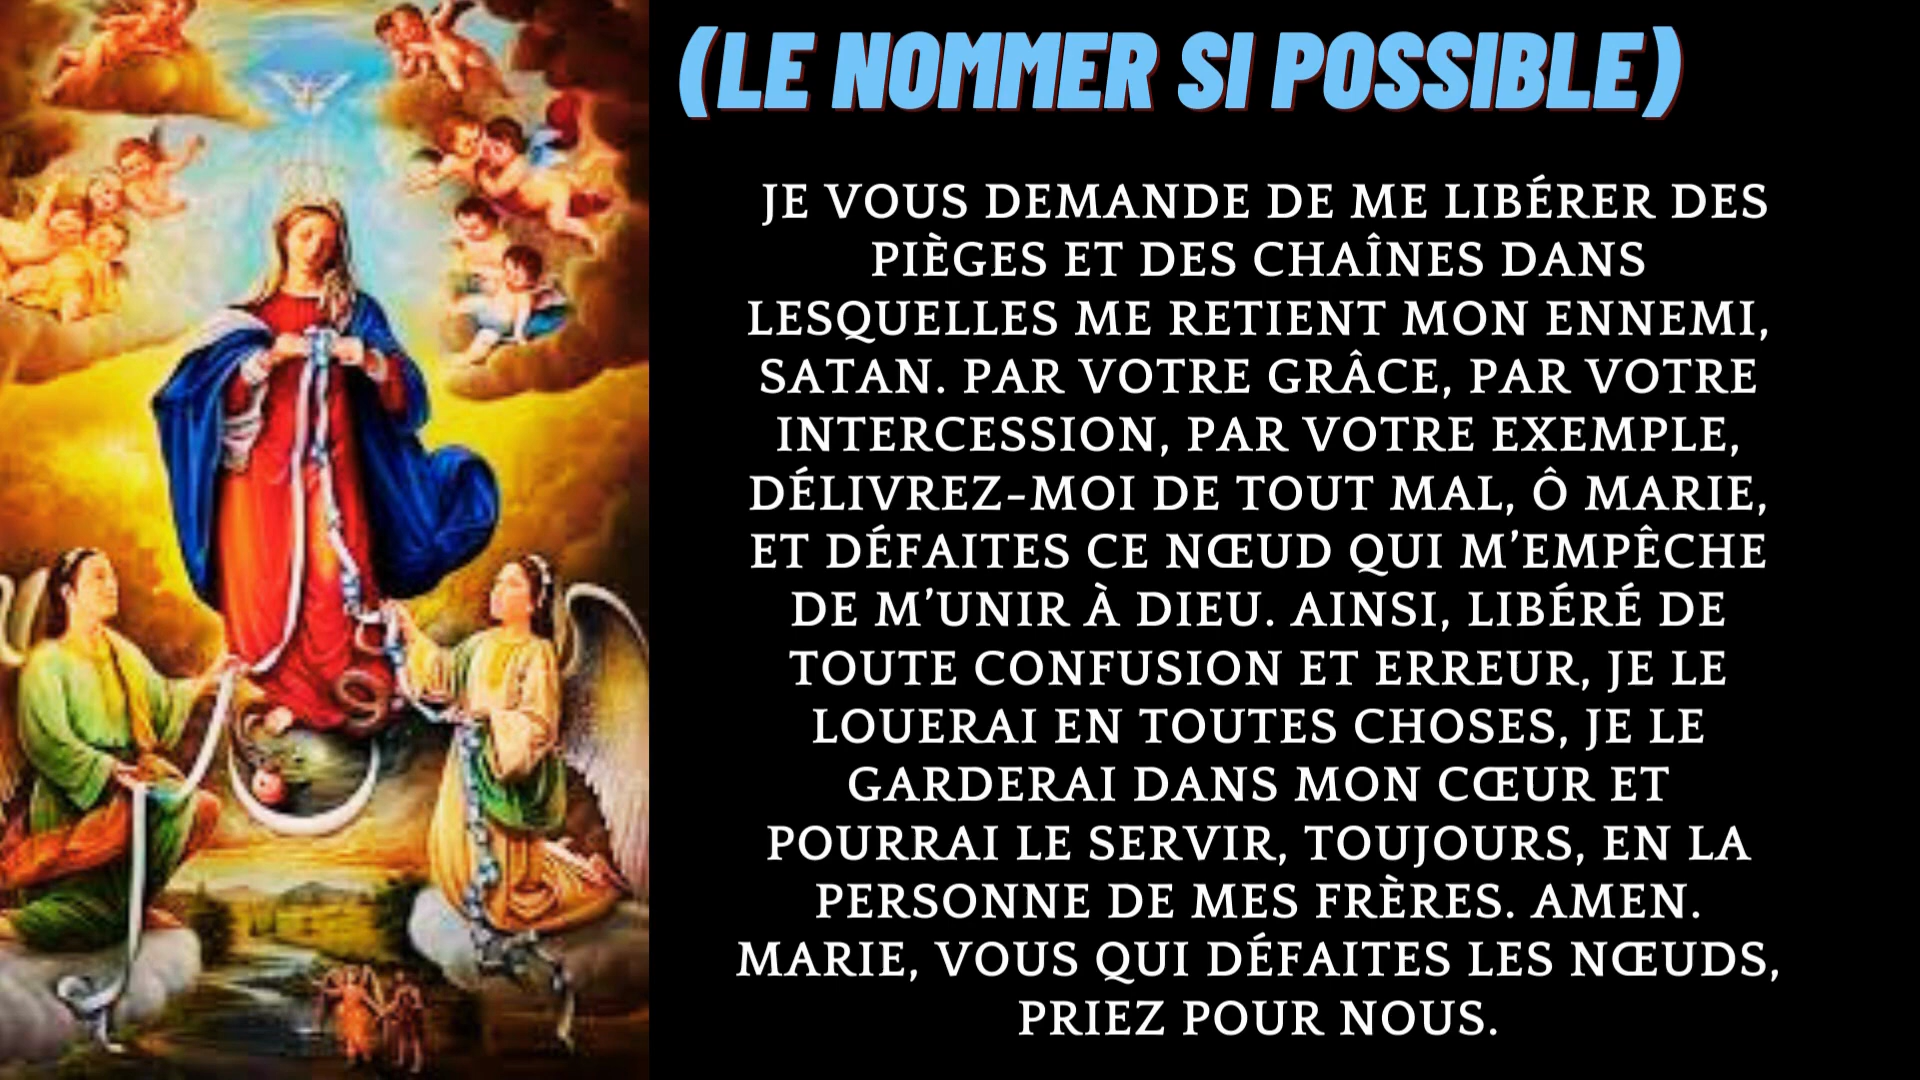 (LE NOMMER SI POSSIBLE)
JE VOUS DEMANDE DE ME LIBÉRER DES
PIÈGES ET DES CHAÎNES DANS
LESQUELLES ME RETIENT MON ENNEMI,
SATAN. PAR VOTRE GRÂCE, PAR VOTRE
INTERCESSION, PAR VOTRE EXEMPLE,
DÉLIVREZ-MOI DE TOUT MAL, Ô MARIE,
ET DÉFAITES CE NŒUD QUI M’EMPÊCHE
DE M’UNIR À DIEU. AINSI, LIBÉRÉ DE
TOUTE CONFUSION ET ERREUR, JE LE
LOUERAI EN TOUTES CHOSES, JE LE
GARDERAI DANS MON CŒUR ET
POURRAI LE SERVIR, TOUJOURS, EN LA
PERSONNE DE MES FRÈRES. AMEN.
MARIE, VOUS QUI DÉFAITES LES NŒUDS,
PRIEZ POUR NOUS.